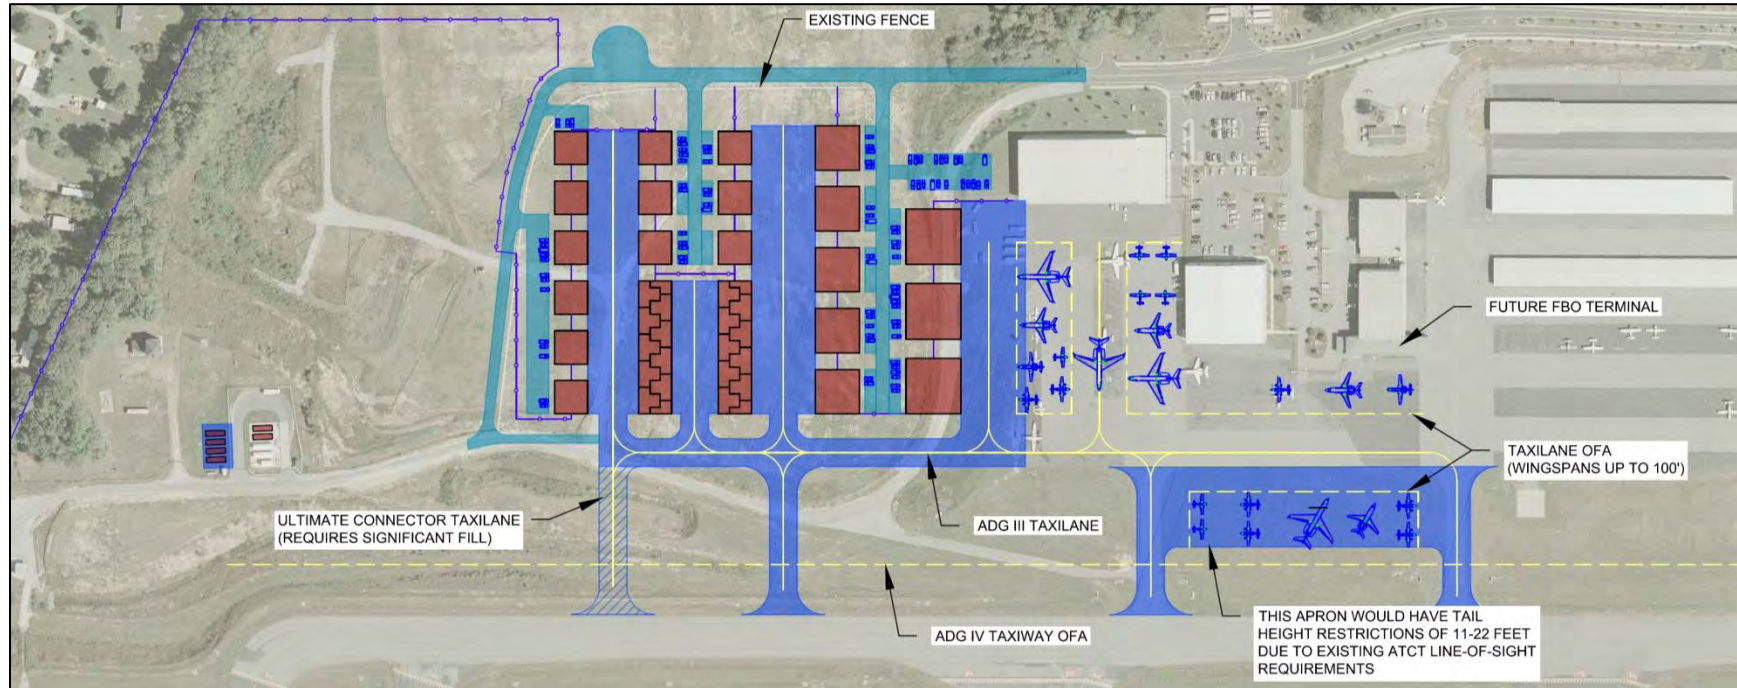 EXISTING FENCE
FUTURE FBO TERMINAL
TAXILANE OFA
(WINGSPANS UP TO 100')
ULTIMATE CONNECTOR TAXILANE
(REQUIRES SIGNIFICANT FILL)
ADG III TAXILANE
ADG IV TAXIWAY OFA
THIS APRON WOULD HAVE TAIL
HEIGHT RESTRICTIONS OF 11-22 FEET
DUE TO EXISTING ATCT LINE-OF-SIGHT
REQUIREMENTS